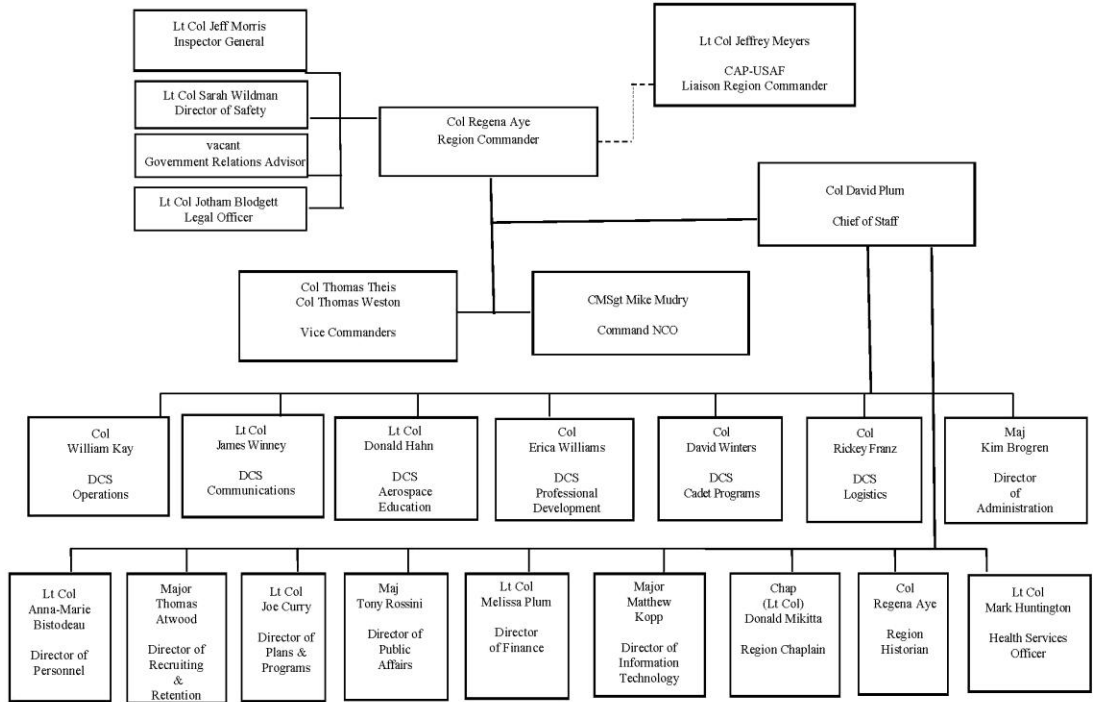 Lt Col Jeff Morris
Inspector General
Lt Col Sarah Wildman
Director of Safety
vacant
Government Relations Advisor
Lt Col Jotham Blodgett
Legal Officer
Col Regena Aye
Region Commander
Lt Col Jeffrey Meyers
CAP-USAF
Liaison Region Commander
Col David Plum
Chief of Staff
Col Thomas Theis
Col Thomas Weston
Vice Commanders
CMSgt Mike Mudry
Command NCO
Col
William Kay
DCS
Operations
Lt Col
James Winney
DCS
Communications
Lt Col
Donald Hahn
DCS
Aerospace
Education
Col
Erica Williams
DCS
Professional
Development
Col
David Winters
DCS
Cadet Programs
Col
Rickey Franz
DCS
Logistics
Maj
Kim Brogren
Director
of
Administration
Lt Col
Anna-Marie
Bistodeau
Director of
Personnel
Major
Thomas
Atwood
Director of
Recruiting
&
Retention
Lt Col
Joe Curry
Director of
Plans &
Programs
Maj
Tony Rossini
Director of
Public
Affairs
Lt Col
Melissa Plum
Director
of Finance
Major
Matthew
Kopp
Director of
Information
Technology
Chap
(Lt Col)
Donald Mikitta
Region Chaplain
Col
Regena Aye
Region
Historian
Lt Col
Mark Huntington
Health Services
Officer